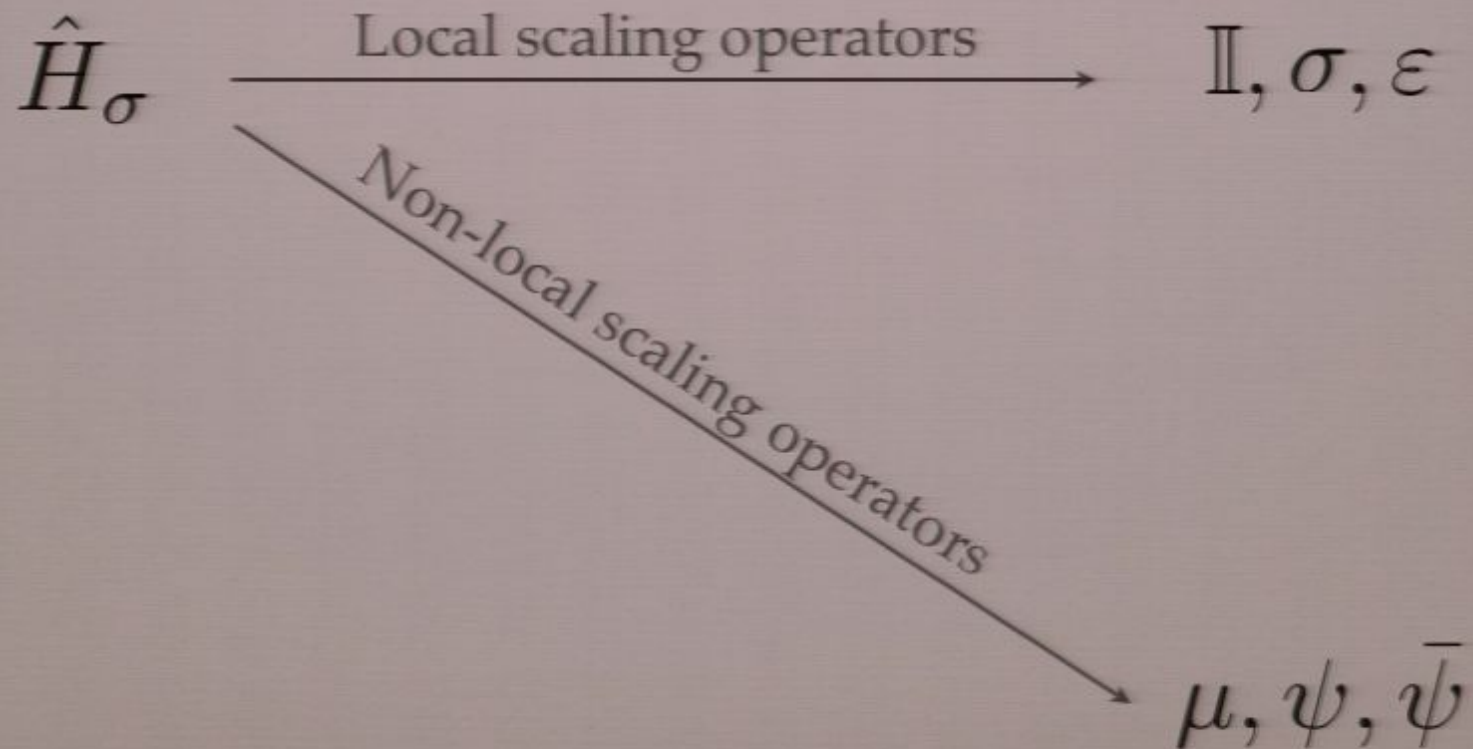 Ĥ_σ Local scaling operators 𝕀, σ, ε
Non-local scaling operators
μ, ψ, ψ̄